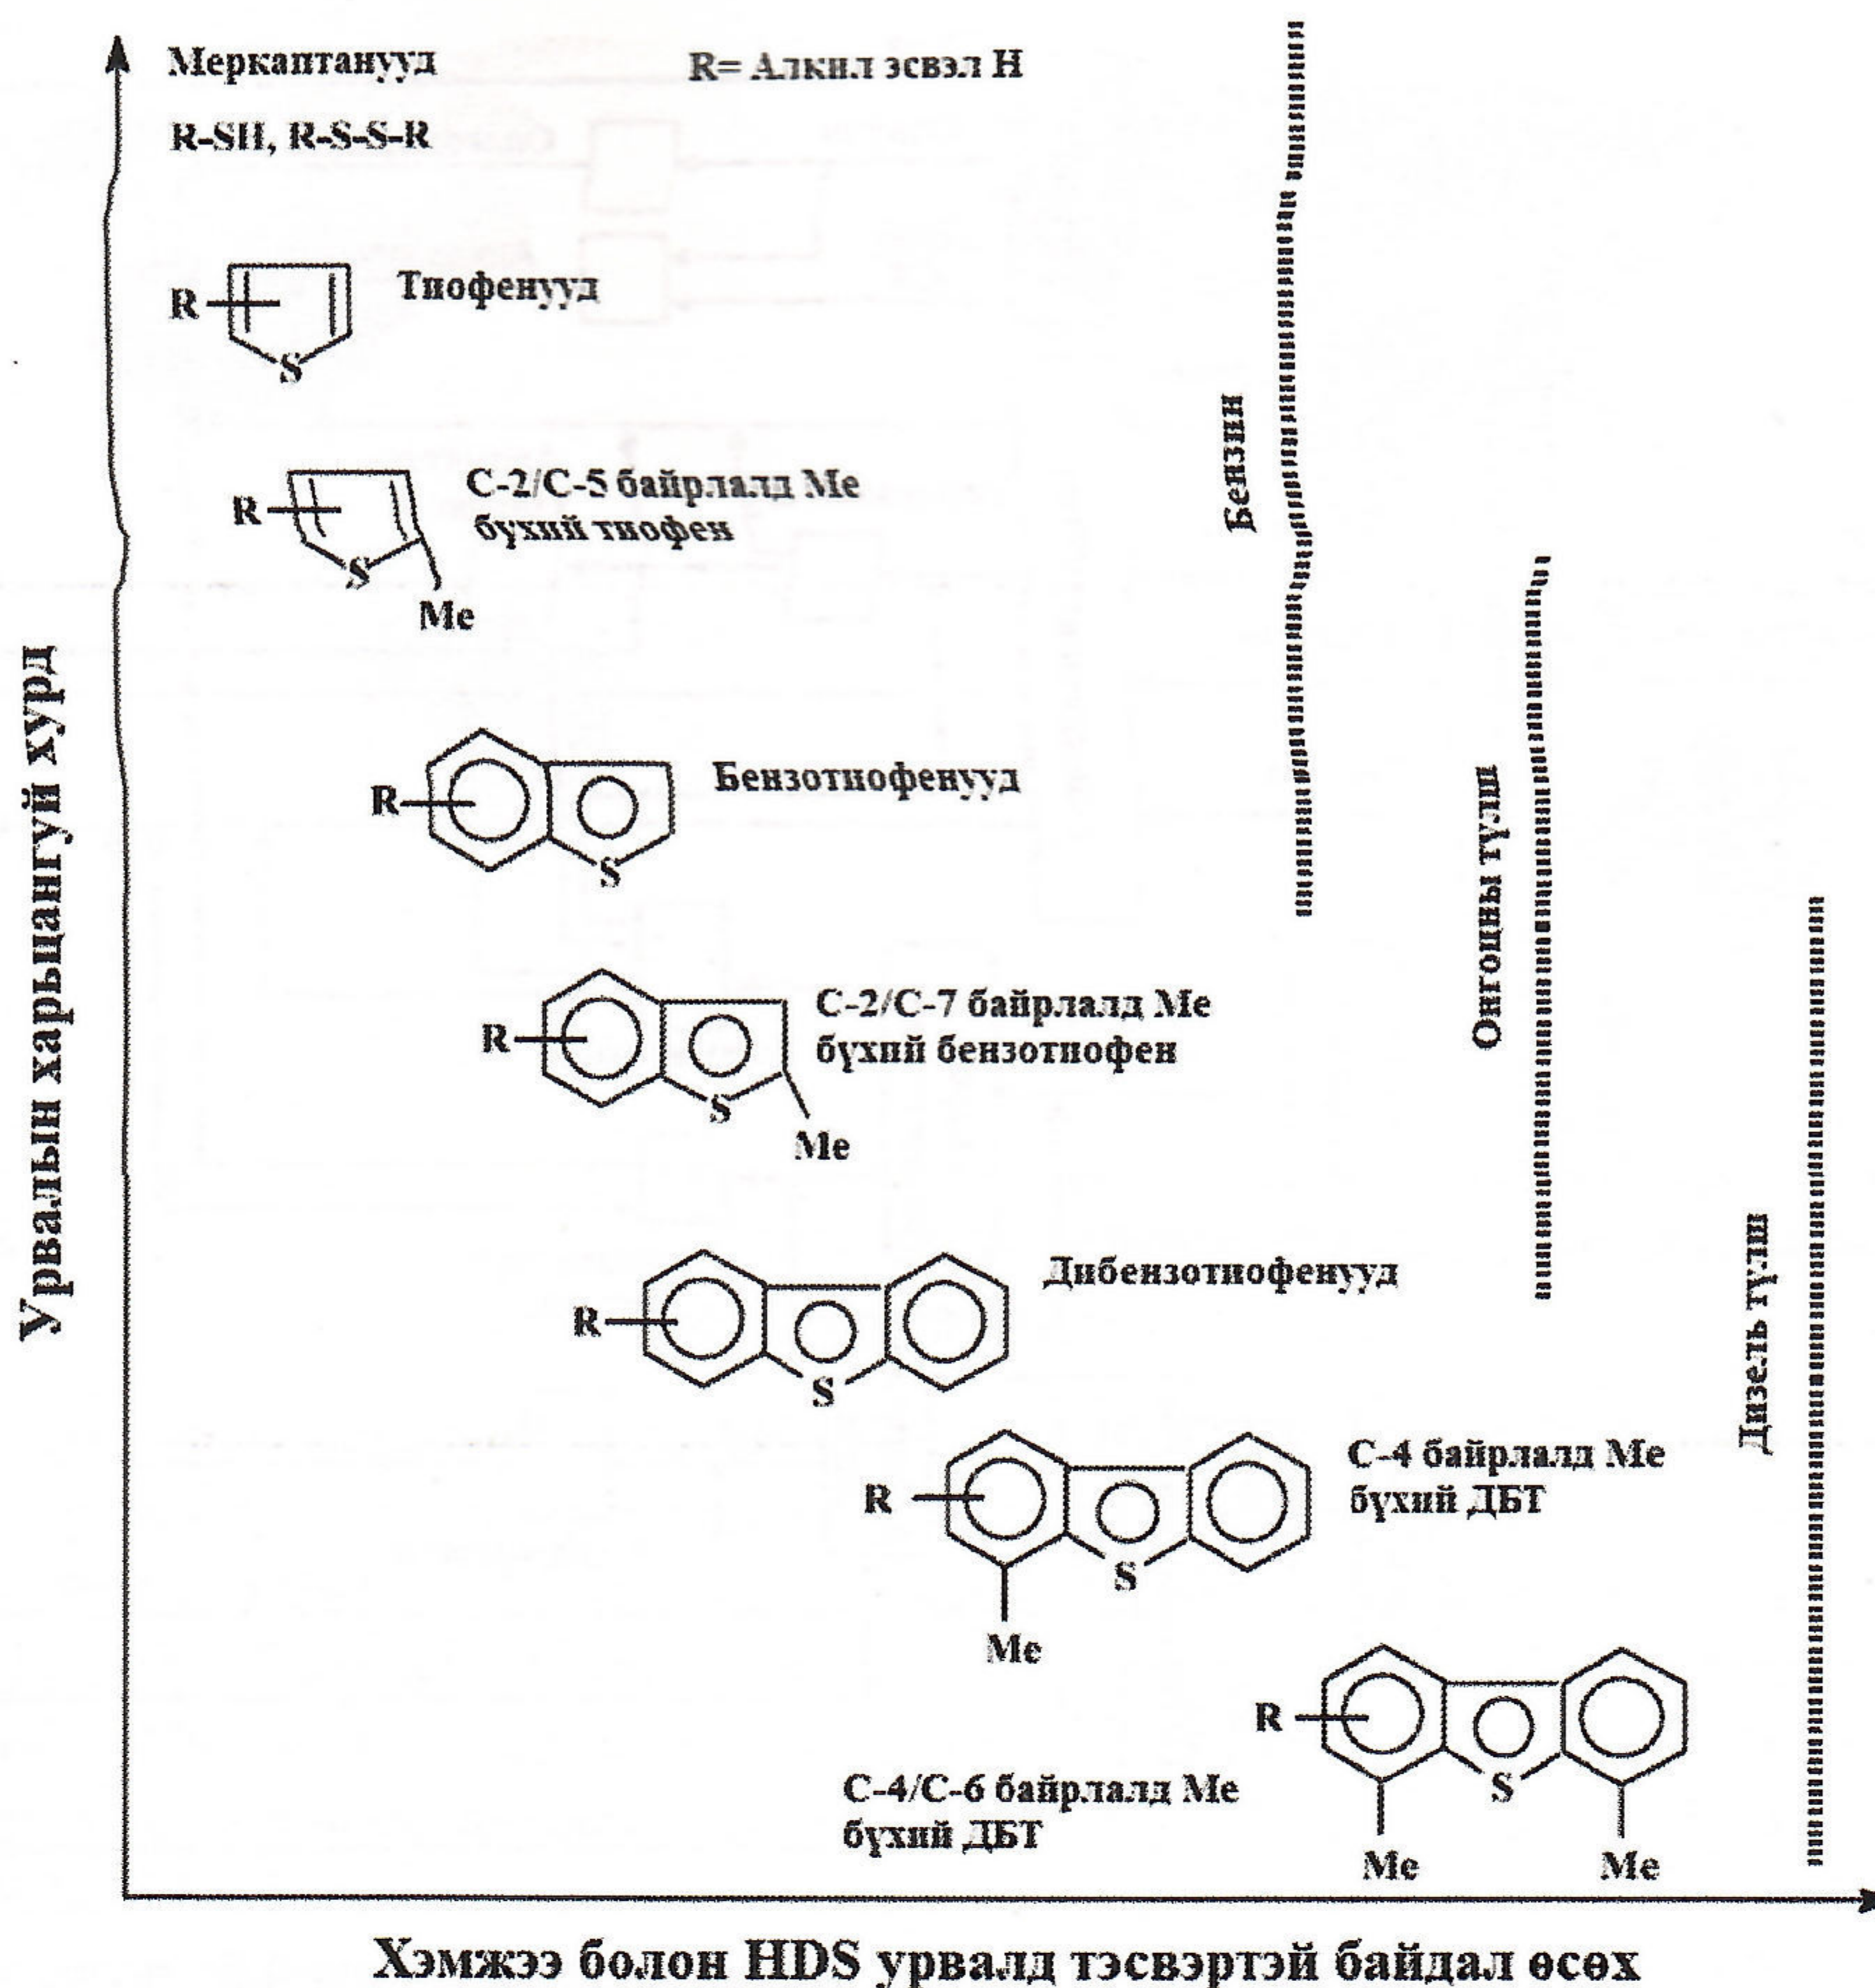 Меркаптанууд
R= Алкил эсвэл H
R-SH, R-S-S-R
R
Тиофенууд
S
R
C-2/C-5 байрлалд Me
бүхий тиофен
S
Me
Бензин
Урвалын харьцангуй хурд
R
Бензотиофенууд
S
Онгоцны түлш
R
C-2/C-7 байрлалд Me
бүхий бензотиофен
S
Me
R
Дибензотиофенууд
S
Дизель түлш
R
C-4 байрлалд Me
бүхий ДБТ
S
Me
R
S
C-4/C-6 байрлалд Me
бүхий ДБТ
Me
Me
Хэмжээ болон HDS урвалд тэсвэртэй байдал өсөх